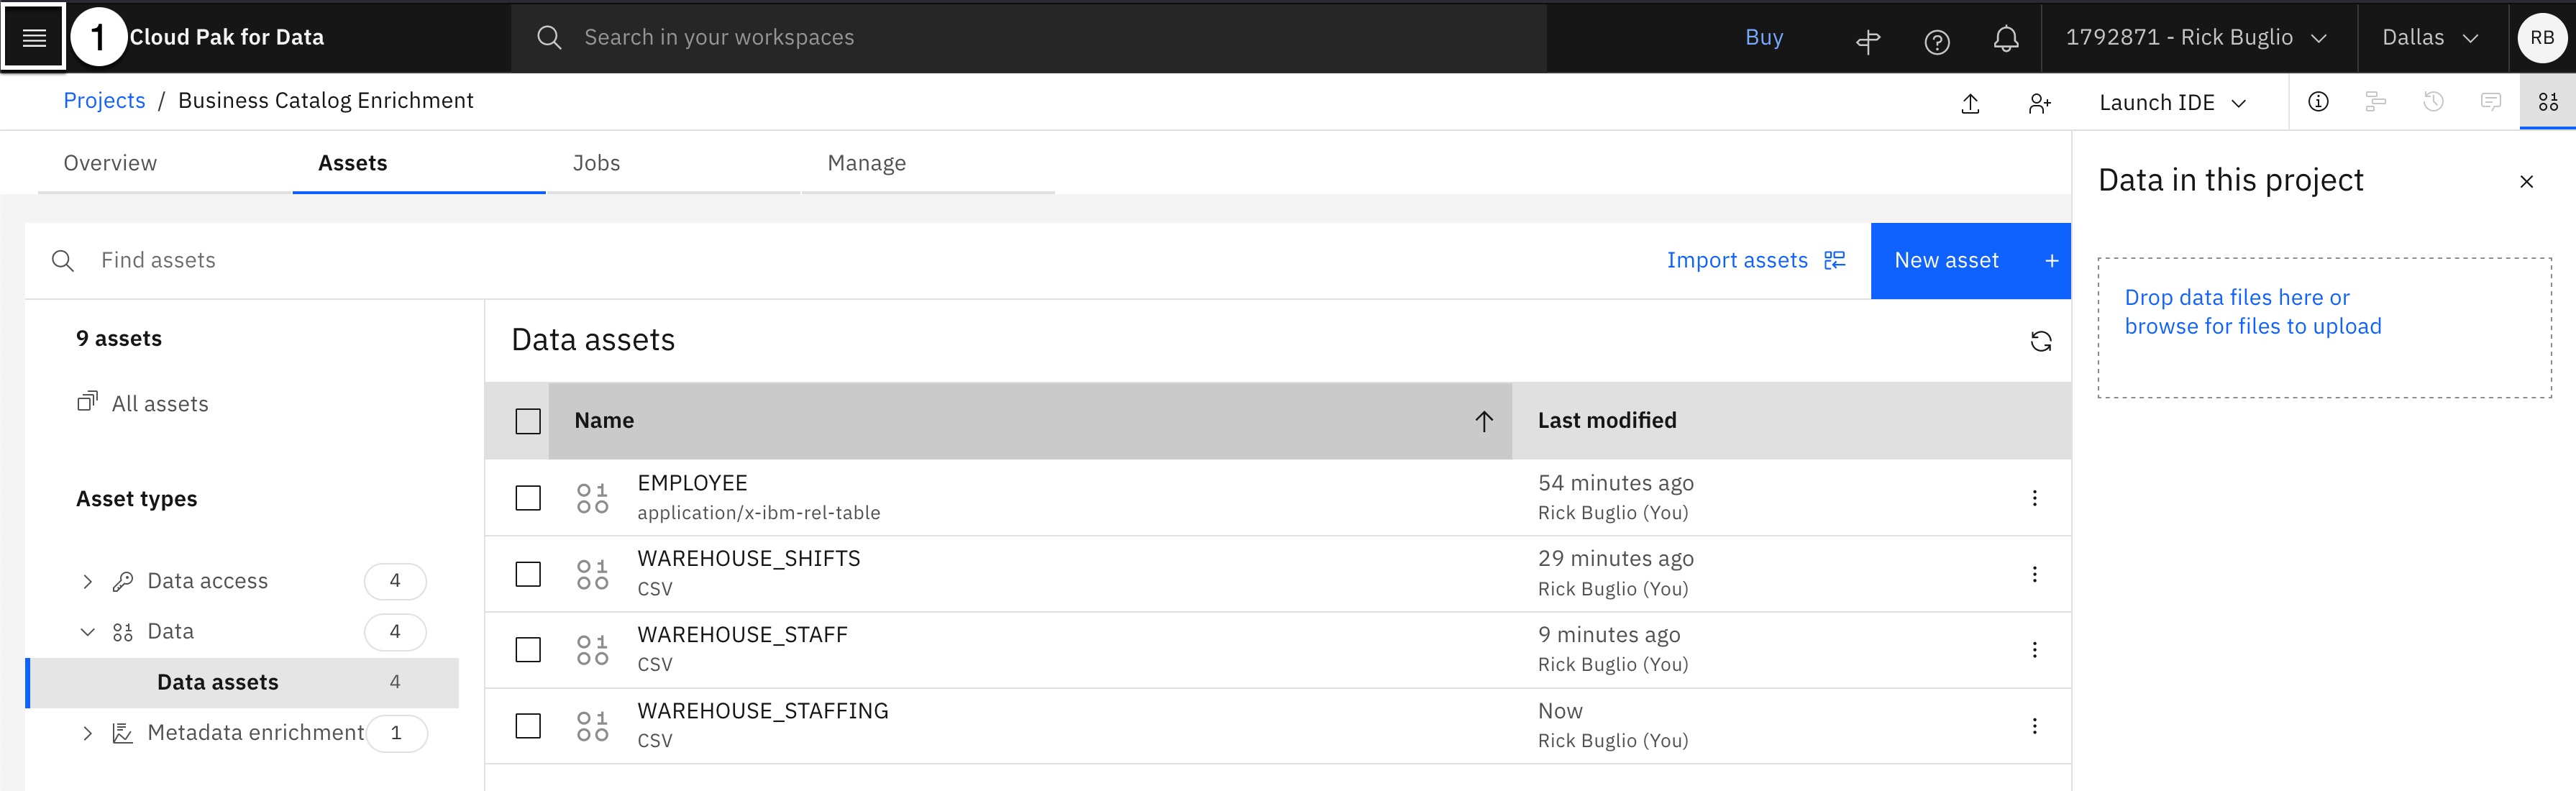 1
Cloud Pak for Data
Search in your workspaces
Buy
1792871 - Rick Buglio
Dallas
RB
Projects / Business Catalog Enrichment
Launch IDE
Overview
Assets
Jobs
Manage
Data in this project
Find assets
Import assets
New asset +
Drop data files here or
browse for files to upload
9 assets
All assets
Asset types
Data access 4
Data 4
Data assets 4
Metadata enrichment 1
Data assets
Name
Last modified
EMPLOYEE
application/x-ibm-rel-table
54 minutes ago
Rick Buglio (You)
WAREHOUSE_SHIFTS
CSV
29 minutes ago
Rick Buglio (You)
WAREHOUSE_STAFF
CSV
9 minutes ago
Rick Buglio (You)
WAREHOUSE_STAFFING
CSV
Now
Rick Buglio (You)